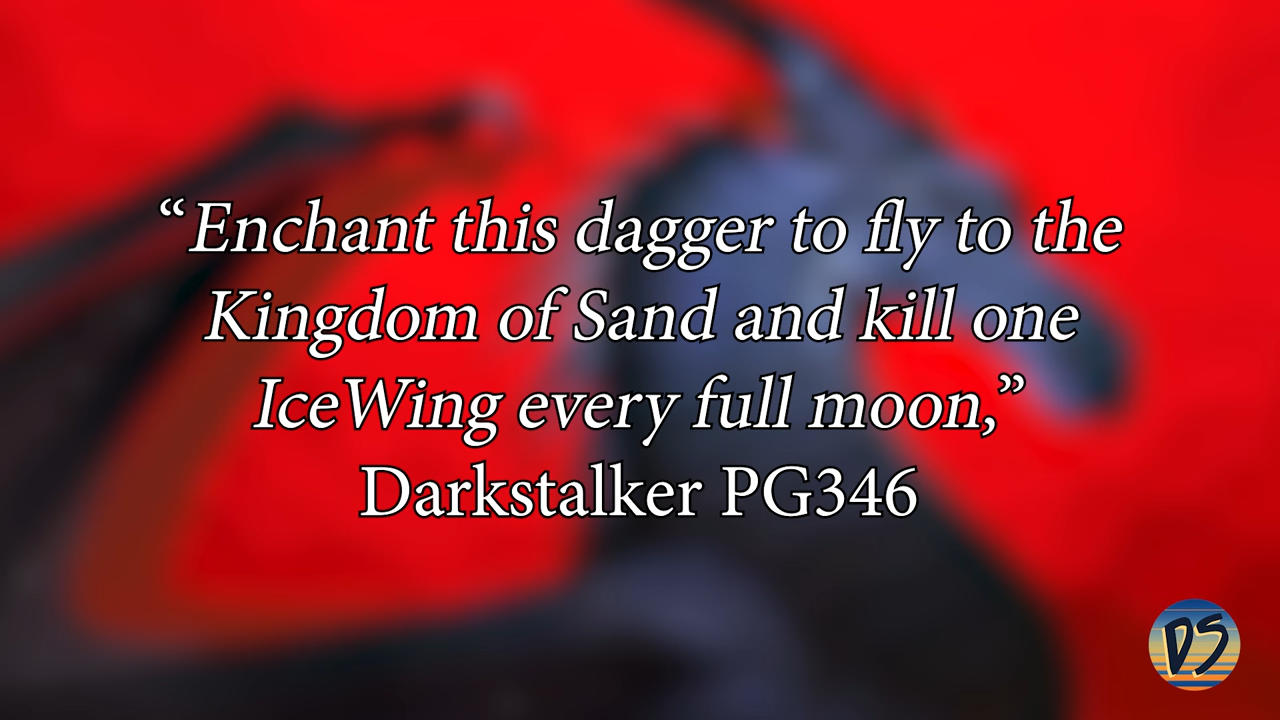 “Enchant this dagger to fly to the
Kingdom of Sand and kill one
IceWing every full moon,”
Darkstalker PG346
DS